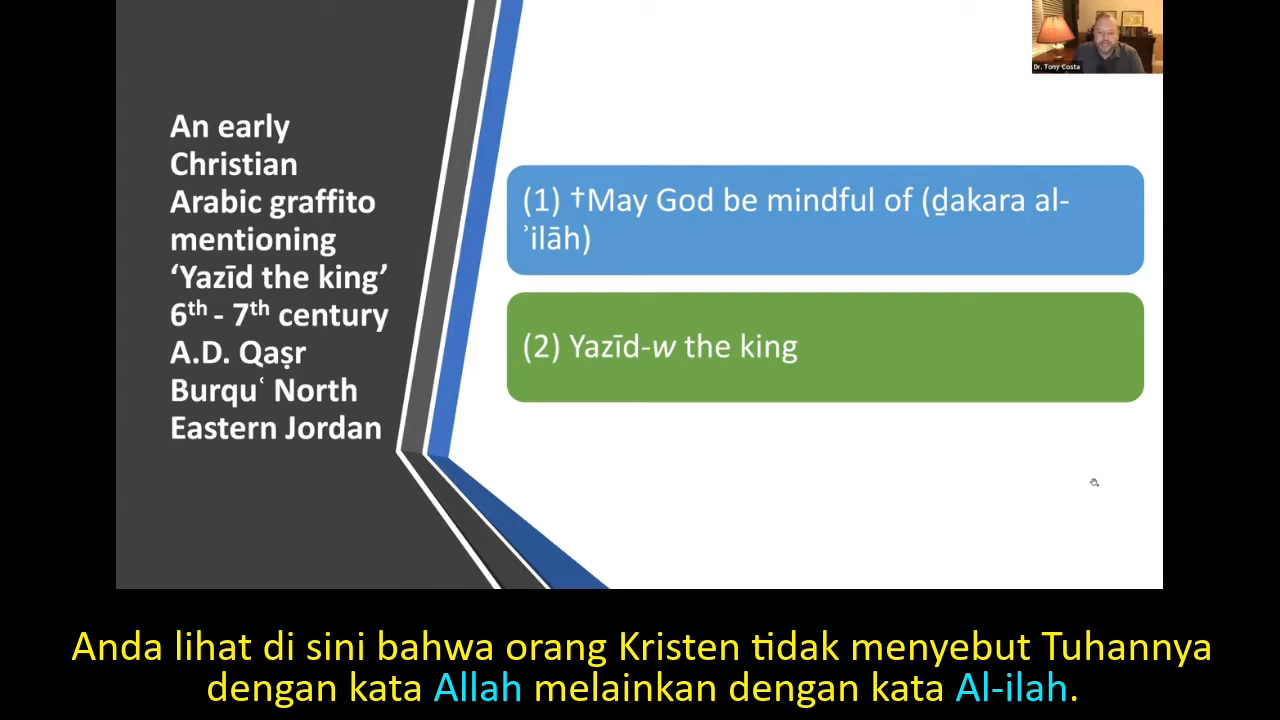 Dr. Tony Costa
An early
Christian
Arabic graffito
mentioning
‘Yazīd the king’
6th - 7th century
A.D. Qaṣr
Burquʿ North
Eastern Jordan
(1) †May God be mindful of (ḏakara al-
ʾilāh)
(2) Yazīd-w the king
Anda lihat di sini bahwa orang Kristen tidak menyebut Tuhannya
dengan kata Allah melainkan dengan kata Al-ilah.